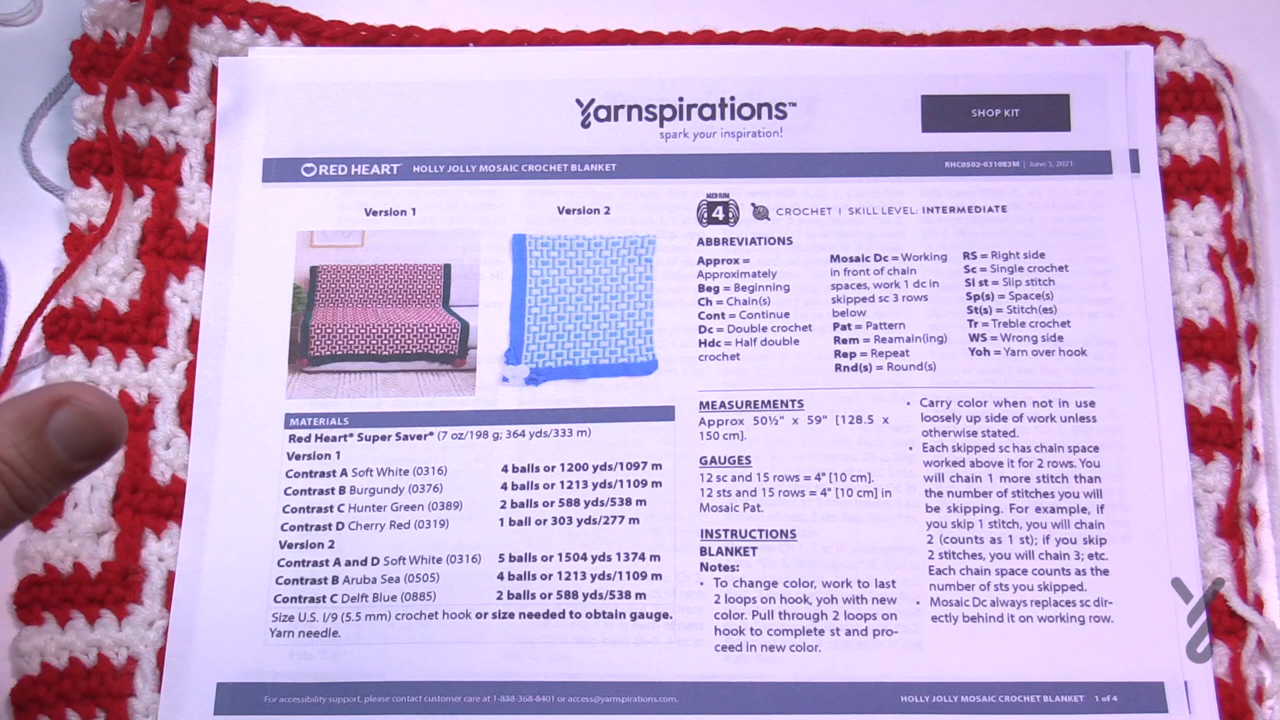 Yarnspirations™
spark your inspiration!
SHOP KIT
RED HEART HOLLY JOLLY MOSAIC CROCHET BLANKET
RHC0502-031083M | June 3, 2021
Version 1
Version 2
MEDIUM
4
CROCHET | SKILL LEVEL: INTERMEDIATE
ABBREVIATIONS
Approx =
Approximately
Beg = Beginning
Ch = Chain(s)
Cont = Continue
Dc = Double crochet
Hdc = Half double
crochet
Mosaic Dc = Working
in front of chain
spaces, work 1 dc in
skipped sc 3 rows
below
Pat = Pattern
Rem = Reamain(ing)
Rep = Repeat
Rnd(s) = Round(s)
RS = Right side
Sc = Single crochet
Sl st = Slip stitch
Sp(s) = Space(s)
St(s) = Stitch(es)
Tr = Treble crochet
WS = Wrong side
Yoh = Yarn over hook
MATERIALS
Red Heart® Super Saver® (7 oz/198 g; 364 yds/333 m)
Version 1
Contrast A Soft White (0316) 4 balls or 1200 yds/1097 m
Contrast B Burgundy (0376) 4 balls or 1213 yds/1109 m
Contrast C Hunter Green (0389) 2 balls or 588 yds/538 m
Contrast D Cherry Red (0319) 1 ball or 303 yds/277 m
Version 2
Contrast A and D Soft White (0316) 5 balls or 1504 yds 1374 m
Contrast B Aruba Sea (0505) 4 balls or 1213 yds/1109 m
Contrast C Delft Blue (0885) 2 balls or 588 yds/538 m
Size U.S. I/9 (5.5 mm) crochet hook or size needed to obtain gauge.
Yarn needle.
MEASUREMENTS
Approx 50½" x 59" [128.5 x
150 cm].
GAUGES
12 sc and 15 rows = 4" [10 cm].
12 sts and 15 rows = 4" [10 cm] in
Mosaic Pat.
INSTRUCTIONS
BLANKET
Notes:
• To change color, work to last
2 loops on hook, yoh with new
color. Pull through 2 loops on
hook to complete st and pro-
ceed in new color.
• Carry color when not in use
loosely up side of work unless
otherwise stated.
• Each skipped sc has chain space
worked above it for 2 rows. You
will chain 1 more stitch than
the number of stitches you will
be skipping. For example, if
you skip 1 stitch, you will chain
2 (counts as 1 st); if you skip
2 stitches, you will chain 3; etc.
Each chain space counts as the
number of sts you skipped.
• Mosaic Dc always replaces sc dir-
ectly behind it on working row.
For accessibility support, please contact customer care at 1-888-368-8401 or access@yarnspirations.com.
HOLLY JOLLY MOSAIC CROCHET BLANKET 1 of 4